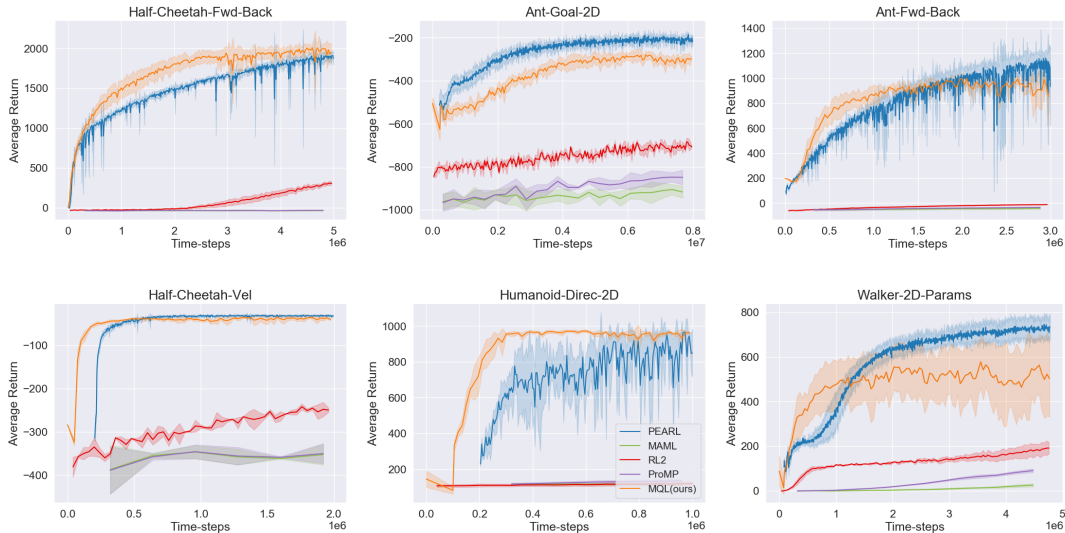 Half-Cheetah-Fwd-Back
Average Return
2000
1500
1000
500
0
0 1 2 3 4 5
1e6
Time-steps
Ant-Goal-2D
Average Return
−200
−400
−600
−800
−1000
0.0 0.2 0.4 0.6 0.8
1e7
Time-steps
Ant-Fwd-Back
Average Return
1400
1200
1000
800
600
400
200
0
0.0 0.5 1.0 1.5 2.0 2.5 3.0
1e6
Time-steps
Half-Cheetah-Vel
Average Return
−100
−200
−300
−400
0.0 0.5 1.0 1.5 2.0
1e6
Time-steps
Humanoid-Direc-2D
Average Return
1000
800
600
400
200
0.0 0.2 0.4 0.6 0.8 1.0
1e6
Time-steps
PEARL
MAML
RL2
ProMP
MQL(ours)
Walker-2D-Params
Average Return
800
600
400
200
0
0 1 2 3 4 5
1e6
Time-steps